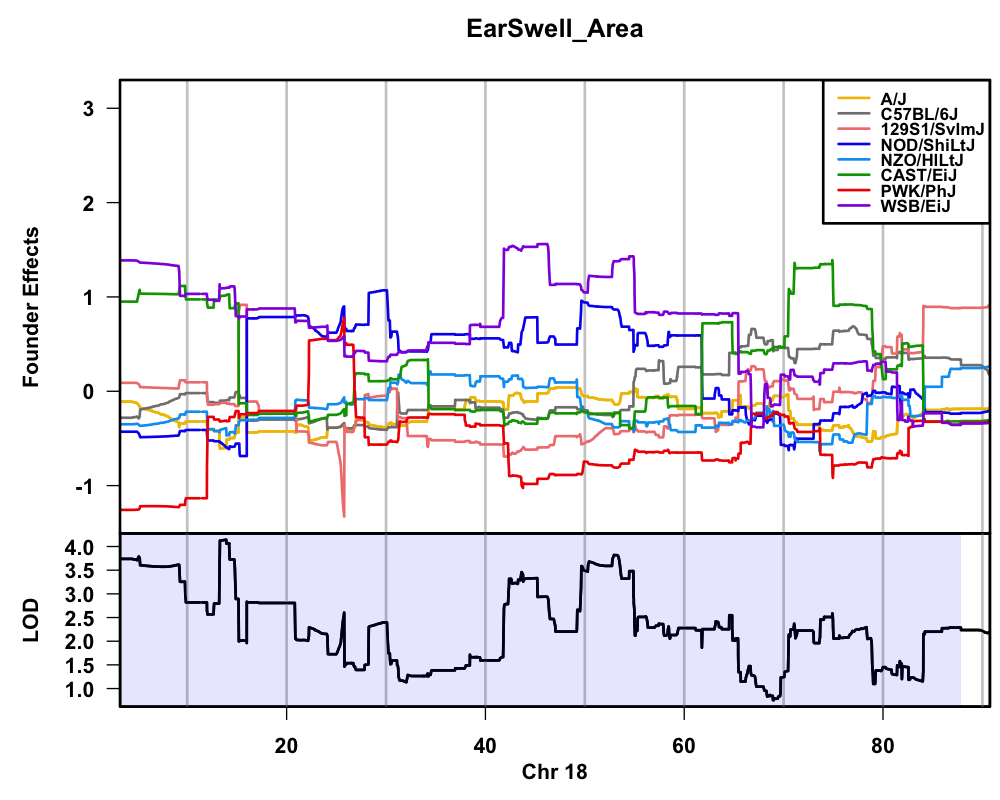 EarSwell_Area
Founder Effects
3
2
1
0
-1
A/J
C57BL/6J
129S1/SvImJ
NOD/ShiLtJ
NZO/HlLtJ
CAST/EiJ
PWK/PhJ
WSB/EiJ
LOD
4.0
3.5
3.0
2.5
2.0
1.5
1.0
20 40 60 80
Chr 18